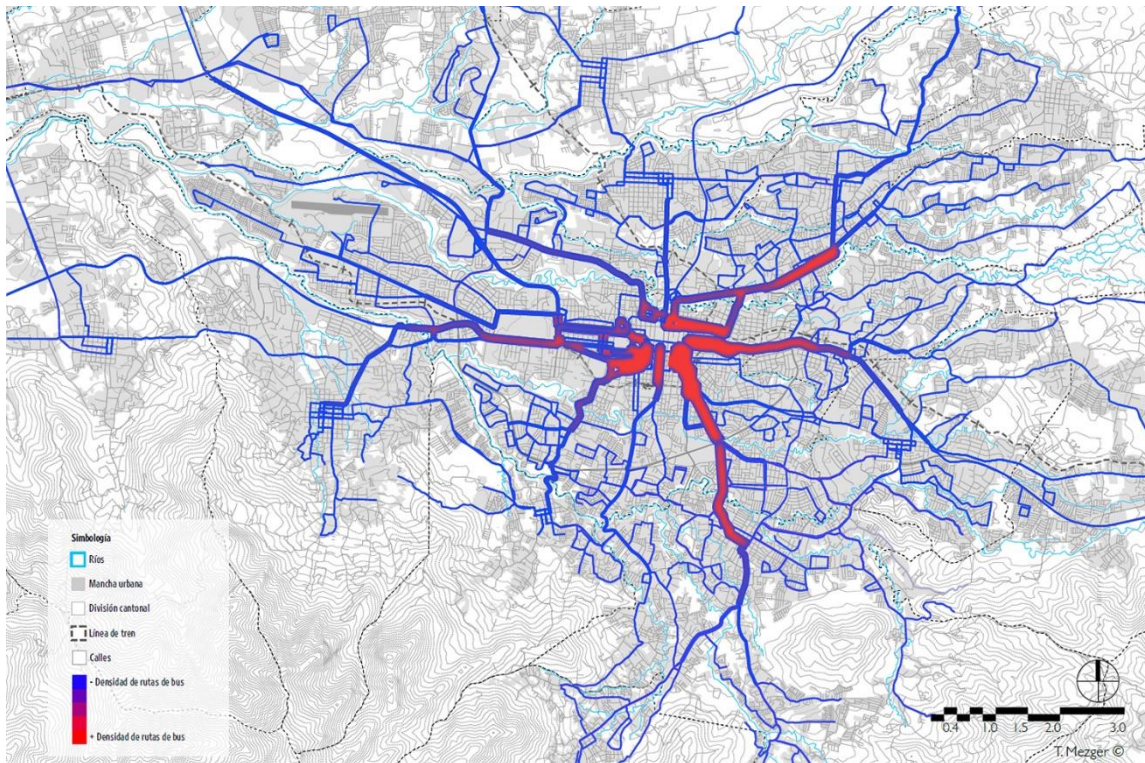 Simbología
Ríos
Mancha urbana
División cantonal
Línea de tren
Calles
- Densidad de rutas de bus
+ Densidad de rutas de bus
0.4 1.0 1.5 2.0 3.0
T. Mezger ©